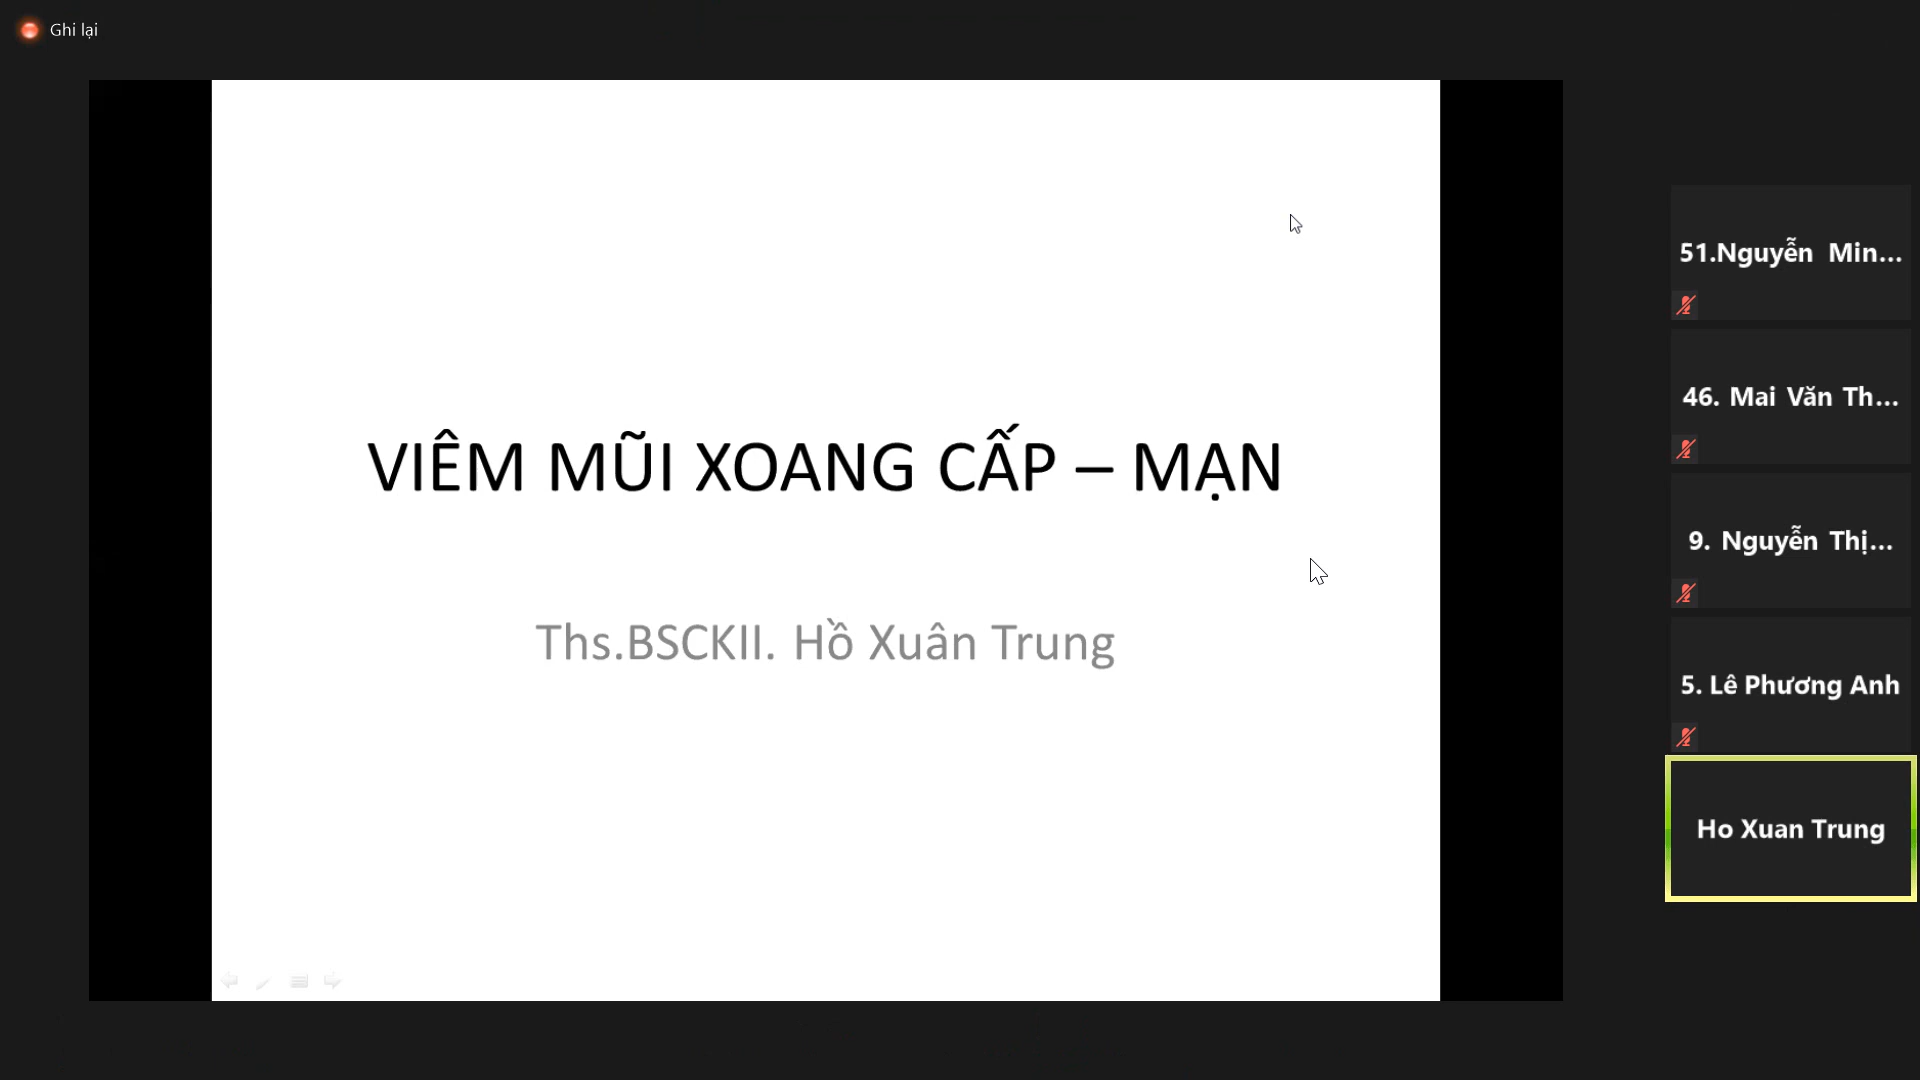 Ghi lại
VIÊM MŨI XOANG CẤP – MẠN
Ths.BSCKII. Hồ Xuân Trung
51.Nguyễn Min...
46. Mai Văn Th...
9. Nguyễn Thị...
5. Lê Phương Anh
Ho Xuan Trung